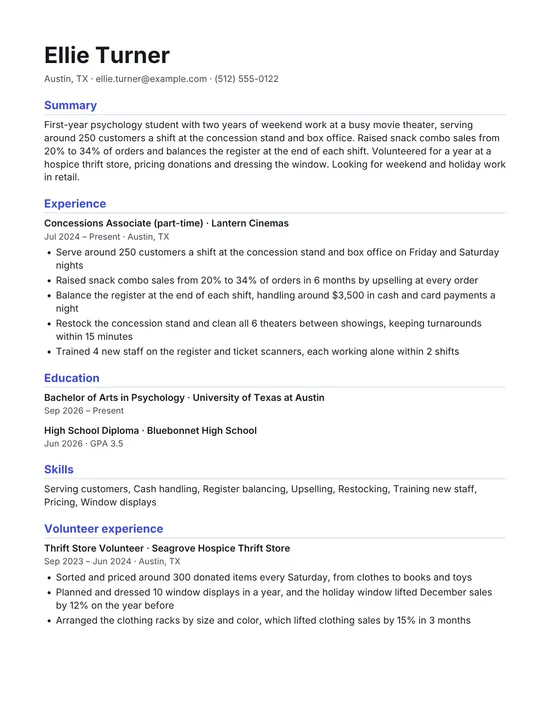 Ellie Turner
Austin, TX · ellie.turner@example.com · (512) 555-0122
Summary
First-year psychology student with two years of weekend work at a busy movie theater, serving
around 250 customers a shift at the concession stand and box office. Raised snack combo sales from
20% to 34% of orders and balances the register at the end of each shift. Volunteered for a year at a
hospice thrift store, pricing donations and dressing the window. Looking for weekend and holiday work
in retail.
Experience
Concessions Associate (part-time) · Lantern Cinemas
Jul 2024 – Present · Austin, TX
• Serve around 250 customers a shift at the concession stand and box office on Friday and Saturday
nights
• Raised snack combo sales from 20% to 34% of orders in 6 months by upselling at every order
• Balance the register at the end of each shift, handling around $3,500 in cash and card payments a
night
• Restock the concession stand and clean all 6 theaters between showings, keeping turnarounds
within 15 minutes
• Trained 4 new staff on the register and ticket scanners, each working alone within 2 shifts
Education
Bachelor of Arts in Psychology · University of Texas at Austin
Sep 2026 – Present
High School Diploma · Bluebonnet High School
Jun 2026 · GPA 3.5
Skills
Serving customers, Cash handling, Register balancing, Upselling, Restocking, Training new staff,
Pricing, Window displays
Volunteer experience
Thrift Store Volunteer · Seagrove Hospice Thrift Store
Sep 2023 – Jun 2024 · Austin, TX
• Sorted and priced around 300 donated items every Saturday, from clothes to books and toys
• Planned and dressed 10 window displays in a year, and the holiday window lifted December sales
by 12% on the year before
• Arranged the clothing racks by size and color, which lifted clothing sales by 15% in 3 months